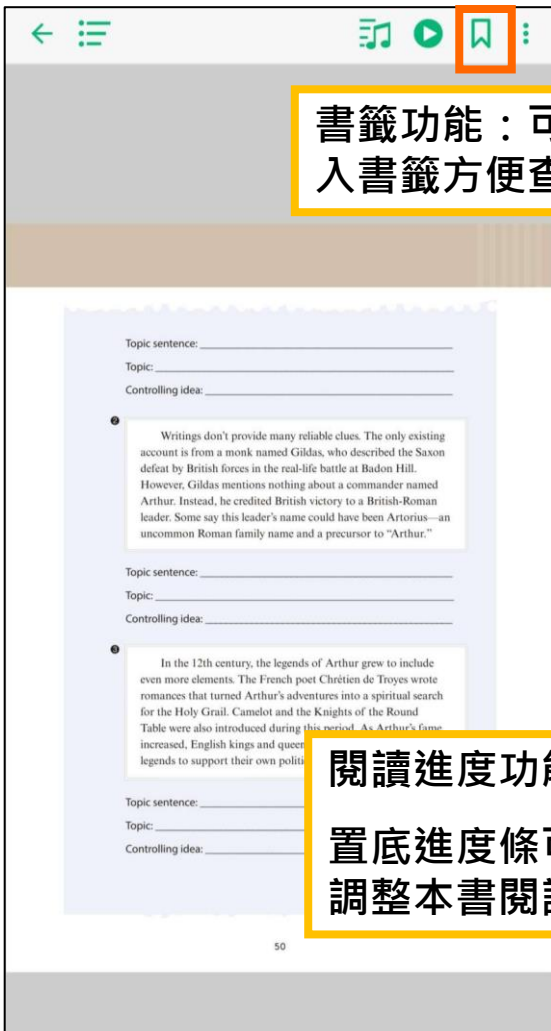 書籤功能：可
入書籤方便查
Topic sentence:
Topic:
Controlling idea:
❷
Writings don't provide many reliable clues. The only existing
account is from a monk named Gildas, who described the Saxon
defeat by British forces in the real-life battle at Badon Hill.
However, Gildas mentions nothing about a commander named
Arthur. Instead, he credited British victory to a British-Roman
leader. Some say this leader's name could have been Artorius—an
uncommon Roman family name and a precursor to “Arthur.”
Topic sentence:
Topic:
Controlling idea:
❸
In the 12th century, the legends of Arthur grew to include
even more elements. The French poet Chrétien de Troyes wrote
romances that turned Arthur's adventures into a spiritual search
for the Holy Grail. Camelot and the Knights of the Round
Table were also introduced during this period. As Arthur's fame
increased, English kings and queen
legends to support their own politi
閱讀進度功
置底進度條
調整本書閱
Topic sentence:
Topic:
Controlling idea:
50